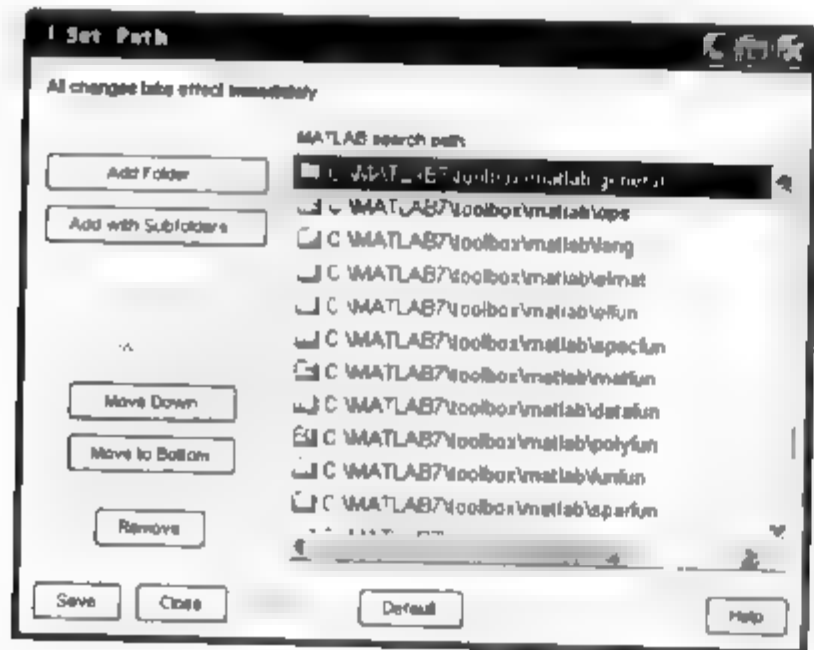 Set Path
All changes take effect immediately
MATLAB search path
Add Folder
Add with Subfolders
Move Down
Move to Bottom
Remove
C:\MATLAB7\toolbox\matlab\general
C:\MATLAB7\toolbox\matlab\ops
C:\MATLAB7\toolbox\matlab\lang
C:\MATLAB7\toolbox\matlab\elmat
C:\MATLAB7\toolbox\matlab\elfun
C:\MATLAB7\toolbox\matlab\specfun
C:\MATLAB7\toolbox\matlab\matfun
C:\MATLAB7\toolbox\matlab\datafun
C:\MATLAB7\toolbox\matlab\polyfun
C:\MATLAB7\toolbox\matlab\funfun
C:\MATLAB7\toolbox\matlab\sparfun
Save
Close
Default
Help